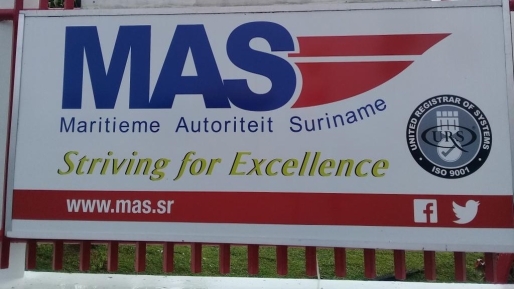 MAS
Maritieme Autoriteit Suriname
Striving for Excellence
UNITED REGISTRAR OF SYSTEMS
URS
ISO 9001
www.mas.sr